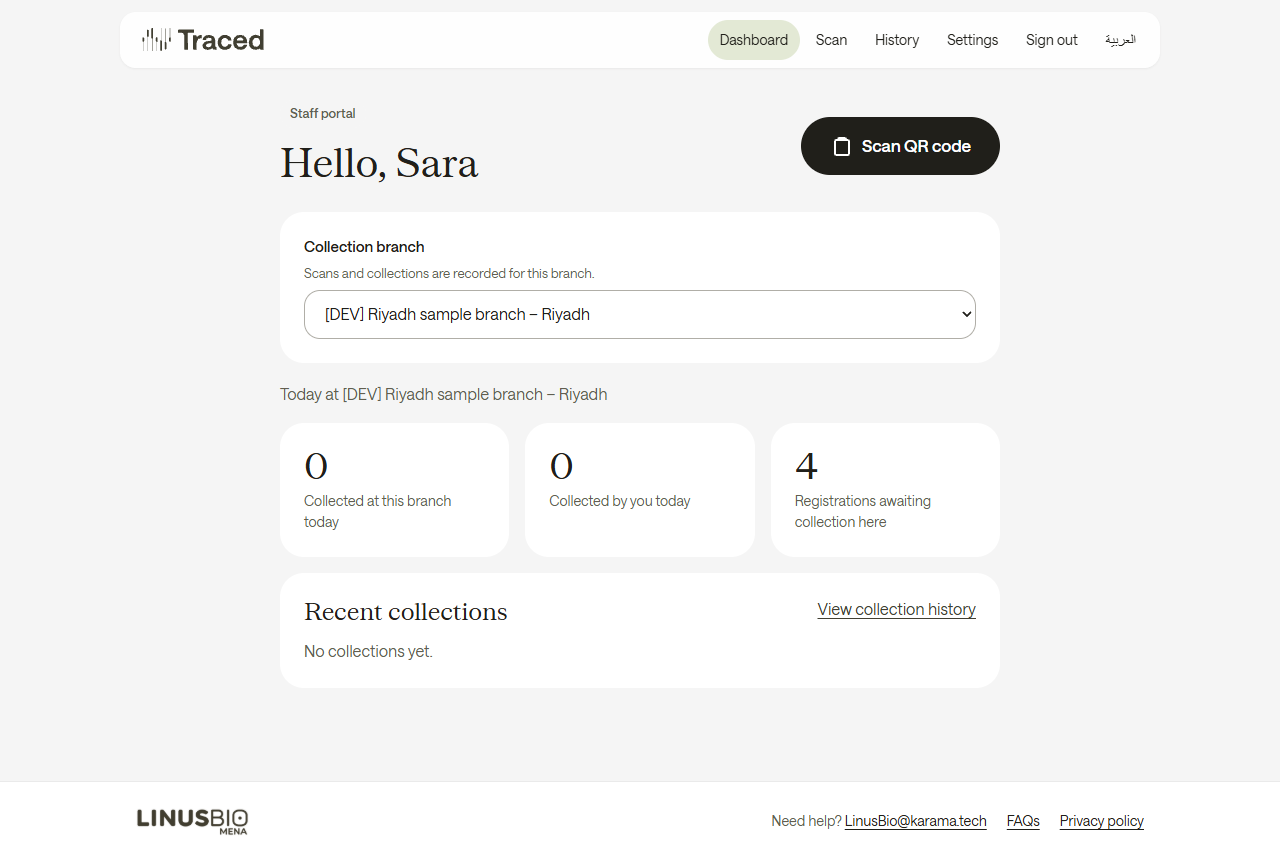 Traced
Dashboard
Scan
History
Settings
Sign out
العربية
Staff portal
Hello, Sara
Scan QR code
Collection branch
Scans and collections are recorded for this branch.
[DEV] Riyadh sample branch – Riyadh
Today at [DEV] Riyadh sample branch – Riyadh
0
Collected at this branch
today
0
Collected by you today
4
Registrations awaiting
collection here
Recent collections
View collection history
No collections yet.
LINUSBIO
MENA
Need help? LinusBio@karama.tech
FAQs
Privacy policy